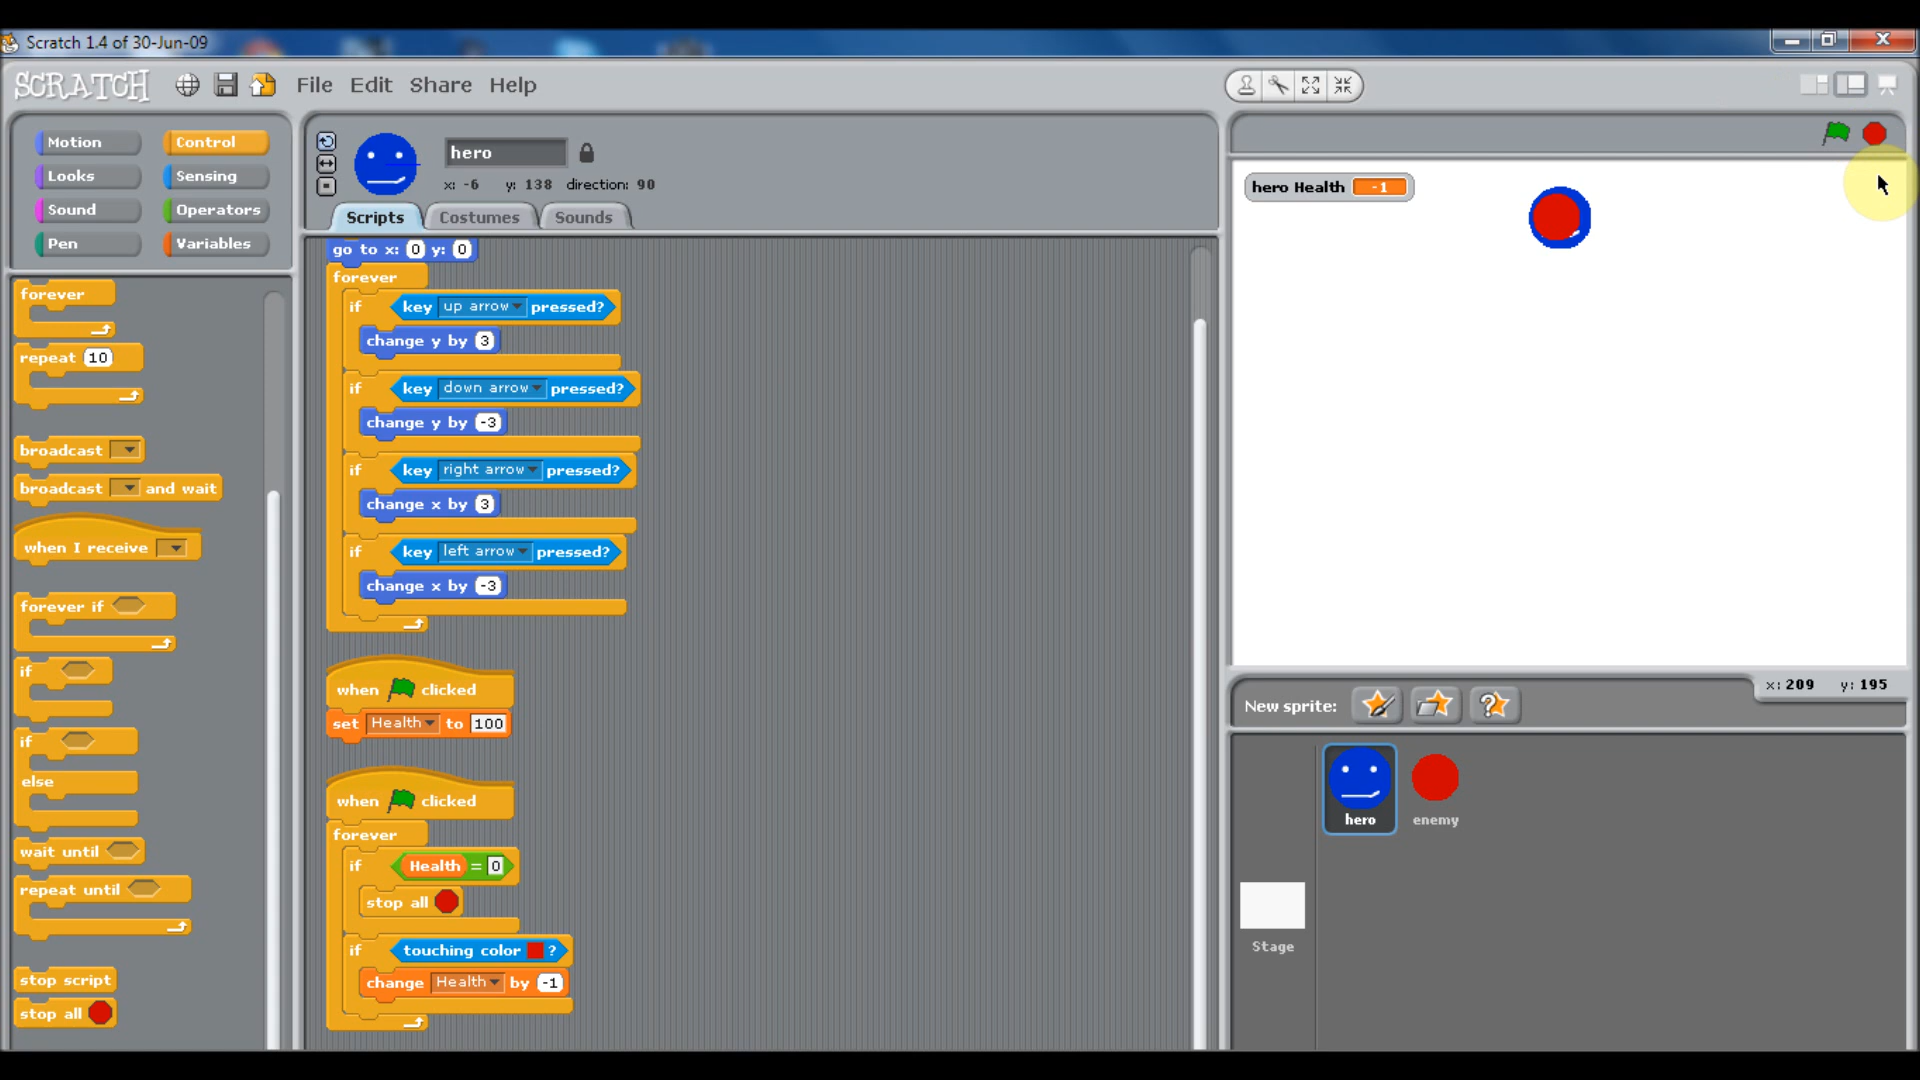 Scratch 1.4 of 30-Jun-09
SCRATCH
File
Edit
Share
Help
Motion
Control
Looks
Sensing
Sound
Operators
Pen
Variables
forever
repeat 10
broadcast
broadcast and wait
when I receive
forever if
if
if
else
wait until
repeat until
stop script
stop all
hero
x: -6 y: 138 direction: 90
Scripts
Costumes
Sounds
go to x: 0 y: 0
forever
if key up arrow pressed?
change y by 3
if key down arrow pressed?
change y by -3
if key right arrow pressed?
change x by 3
if key left arrow pressed?
change x by -3
when clicked
set Health to 100
when clicked
forever
if Health = 0
stop all
if touching color ?
change Health by -1
hero Health -1
x: 209 y: 195
New sprite:
hero
enemy
Stage